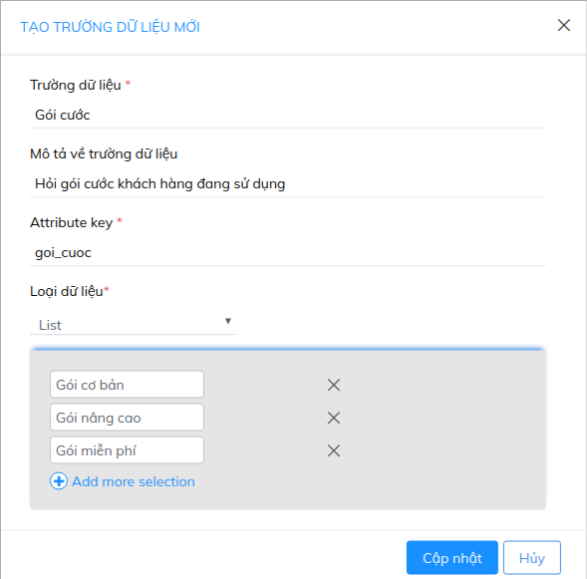 TẠO TRƯỜNG DỮ LIỆU MỚI
Trường dữ liệu *
Gói cước
Mô tả về trường dữ liệu
Hỏi gói cước khách hàng đang sử dụng
Attribute key *
goi_cuoc
Loại dữ liệu*
List
Gói cơ bản
Gói nâng cao
Gói miễn phí
Add more selection
Cập nhật Hủy